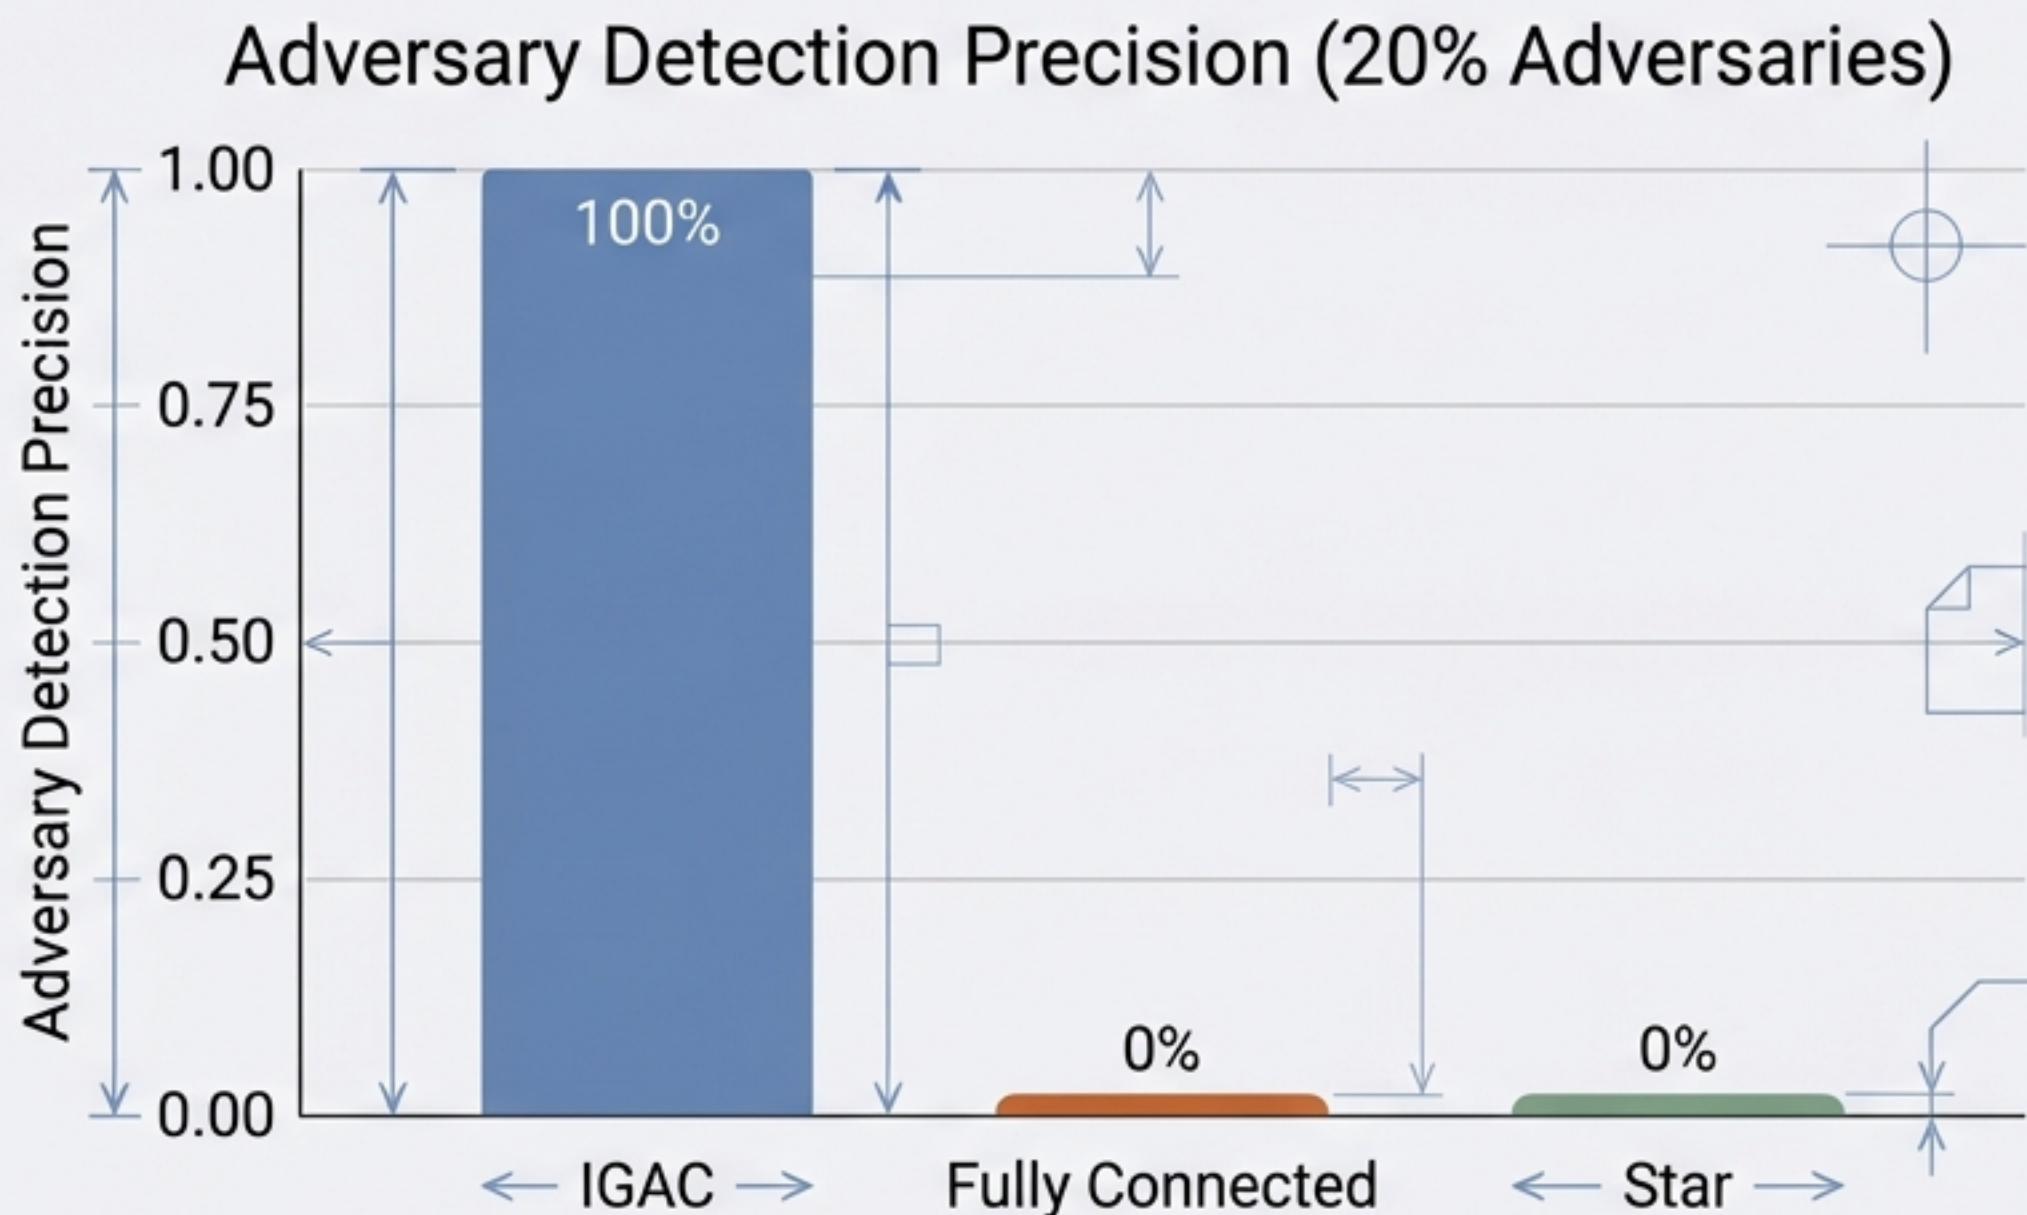 Adversary Detection Precision (20% Adversaries)
Adversary Detection Precision
1.00
0.75
0.50
0.25
0.00
100%
0%
0%
IGAC
Fully Connected
Star